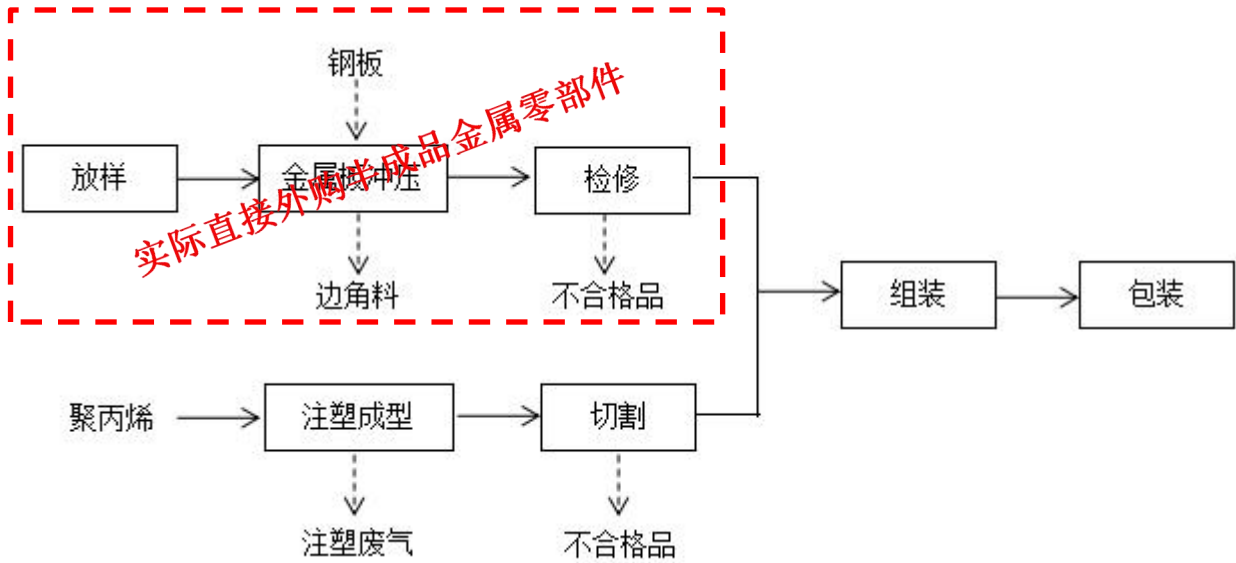 钢板
放样
金属板冲压
检修
实际直接外购半成品金属零部件
边角料
不合格品
组装
包装
聚丙烯
注塑成型
切割
注塑废气
不合格品